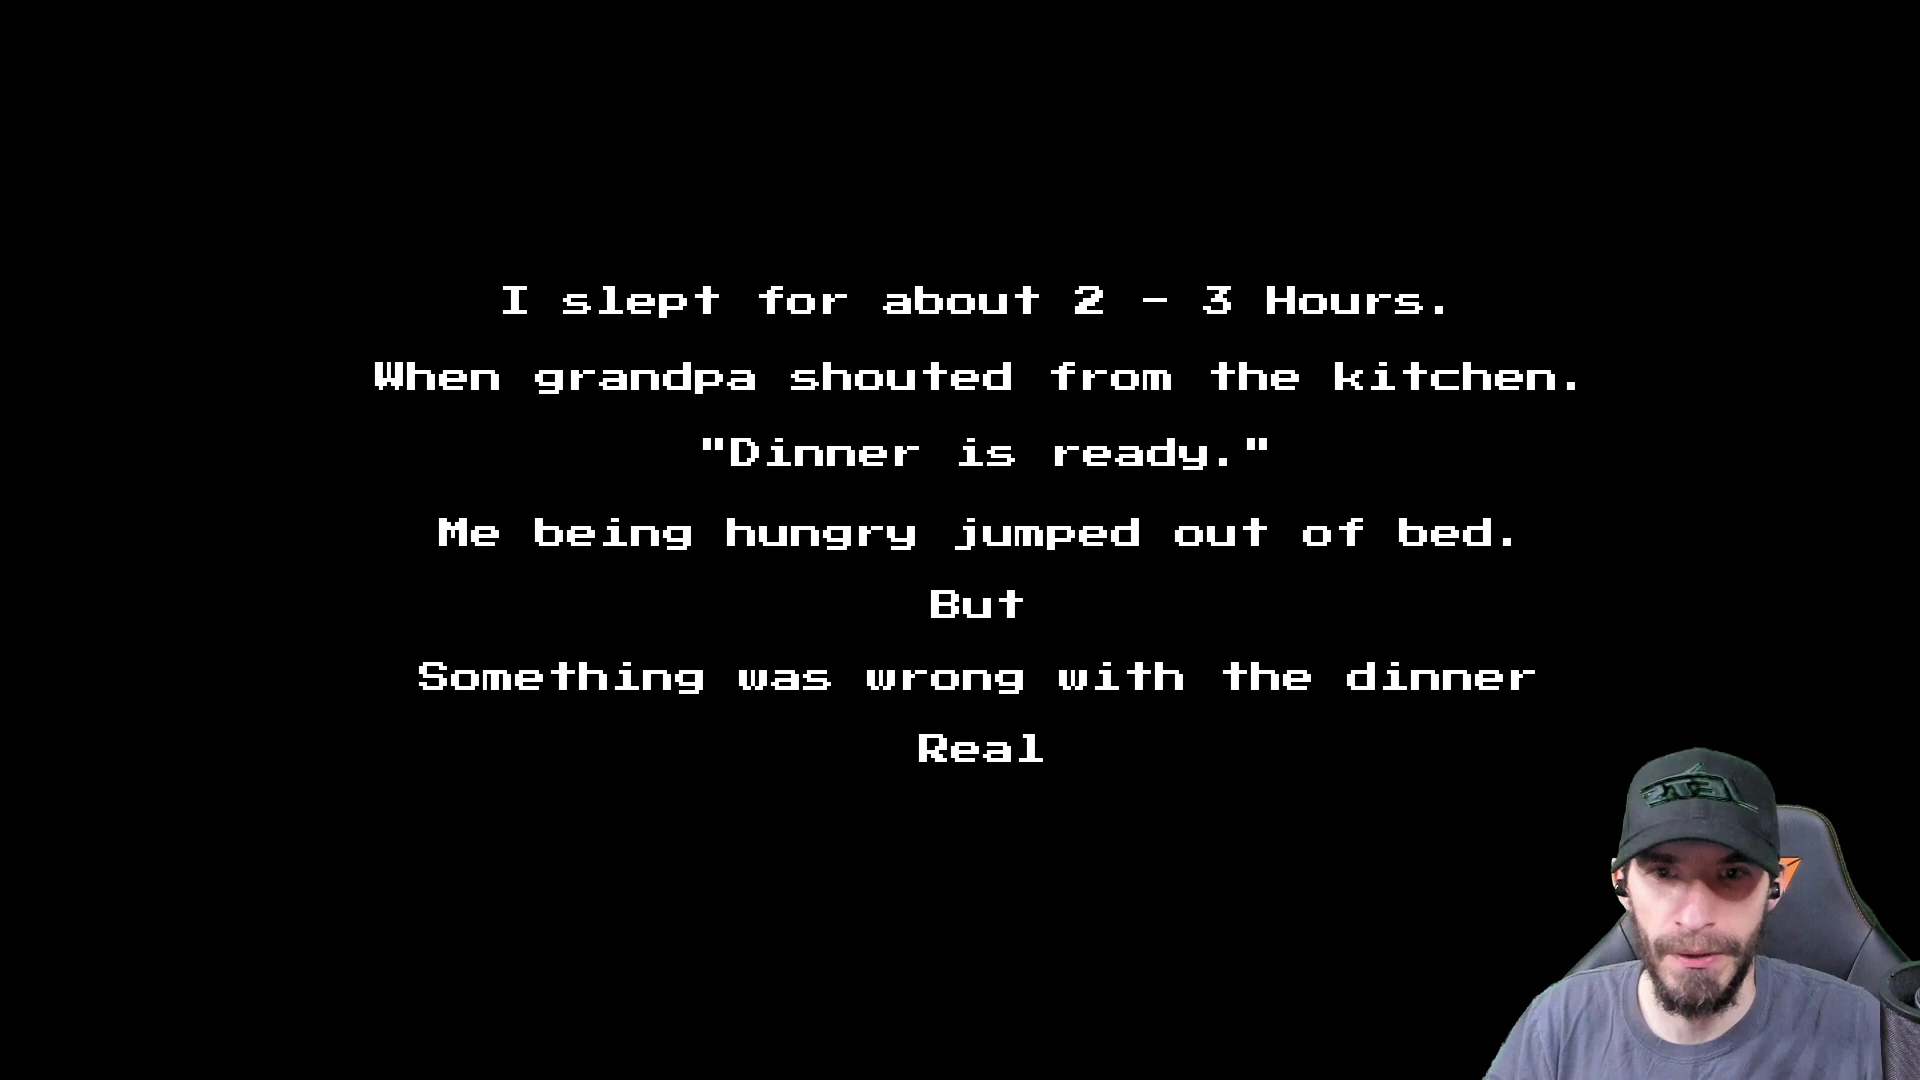 I slept for about 2 - 3 Hours.
When grandpa shouted from the kitchen.
"Dinner is ready."
Me being hungry jumped out of bed.
But
Something was wrong with the dinner
Real